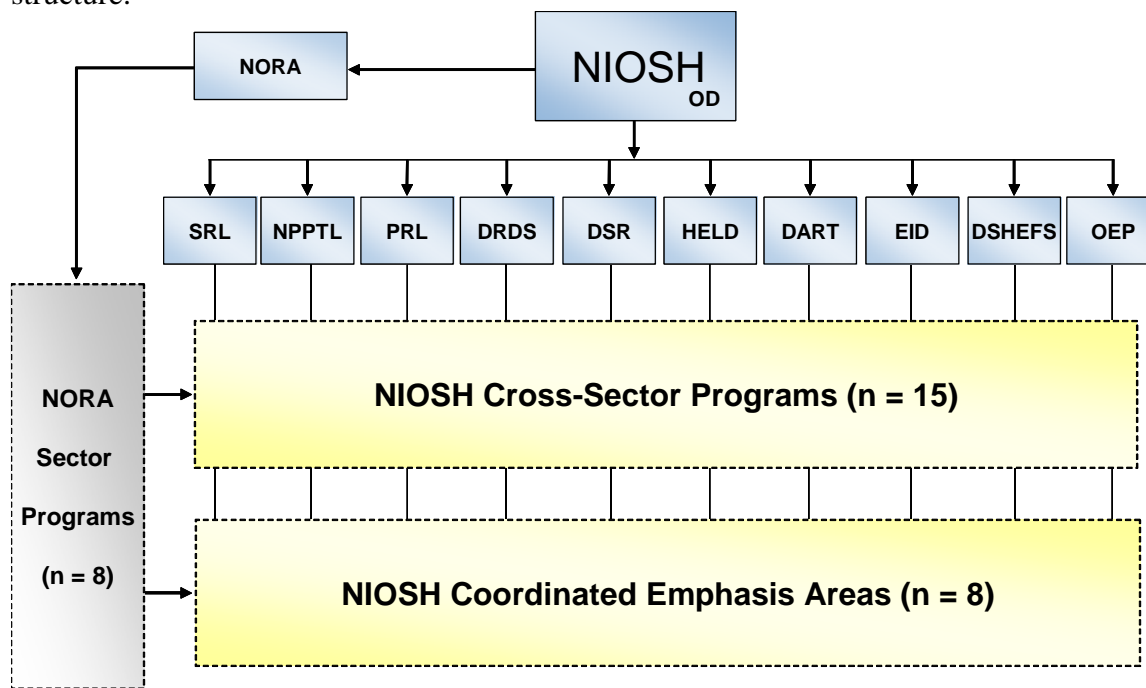 structure.
NORA
NIOSH
OD
SRL
NPPTL
PRL
DRDS
DSR
HELD
DART
EID
DSHEFS
OEP
NORA
Sector
Programs
(n = 8)
NIOSH Cross-Sector Programs (n = 15)
NIOSH Coordinated Emphasis Areas (n = 8)